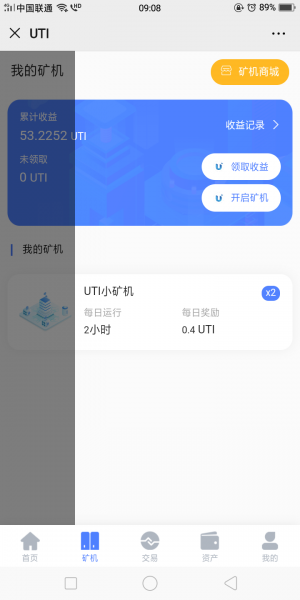 中国联通 HD 09:08 89%
UTI
我的矿机
矿机商城
累计收益
53.2252 UTI
收益记录
未领取
0 UTI
领取收益
开启矿机
我的矿机
UTI小矿机
x2
每日运行 每日奖励
2小时 0.4 UTI
首页 矿机 交易 资产 我的